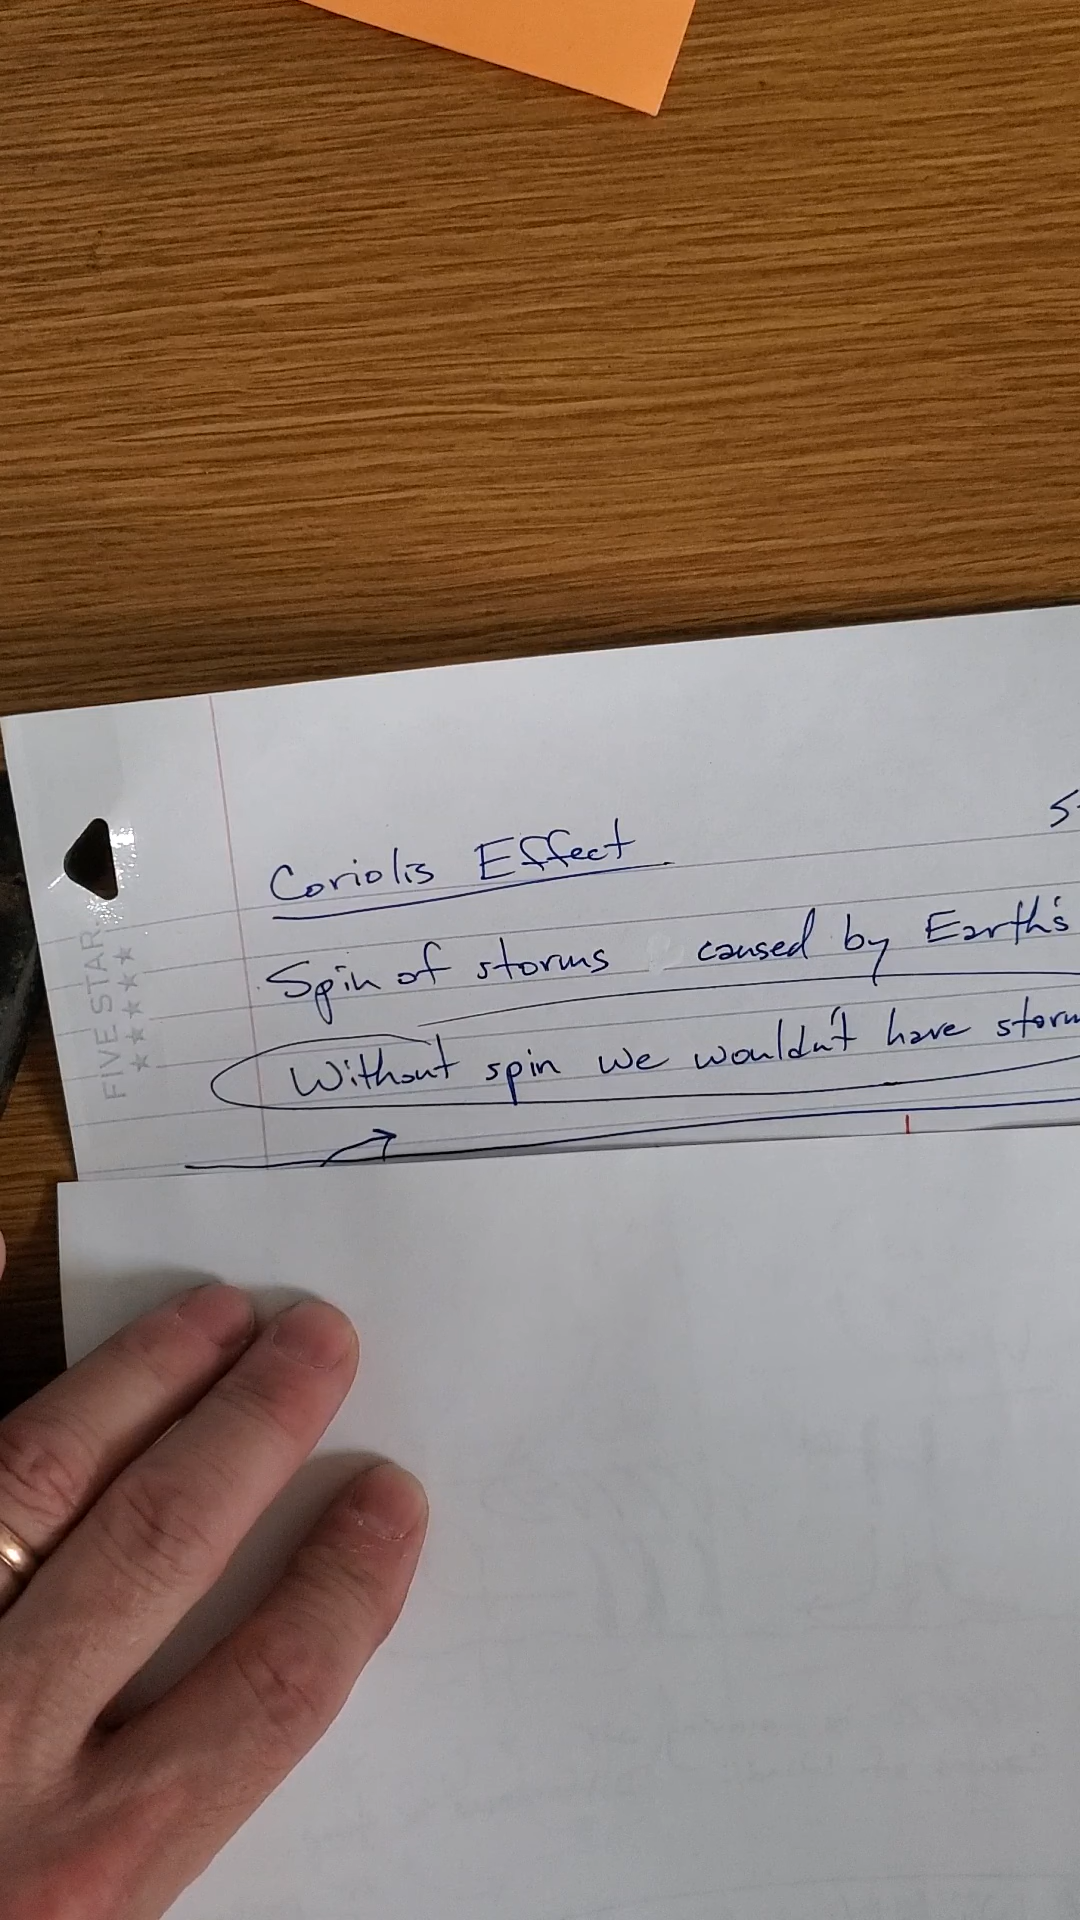 Coriolis Effect
Spin of storms caused by Earth's
Without spin we wouldn't have storm
FIVE STAR